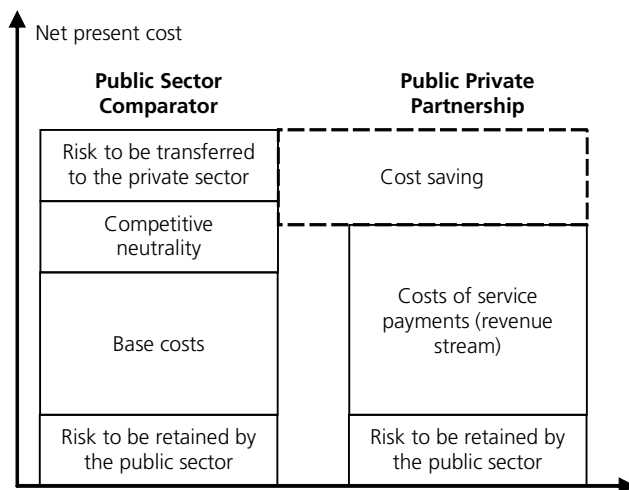 Net present cost
Public Sector
Comparator
Public Private
Partnership
Risk to be transferred
to the private sector
Cost saving
Competitive
neutrality
Costs of service
payments (revenue
stream)
Base costs
Risk to be retained by
the public sector
Risk to be retained by
the public sector